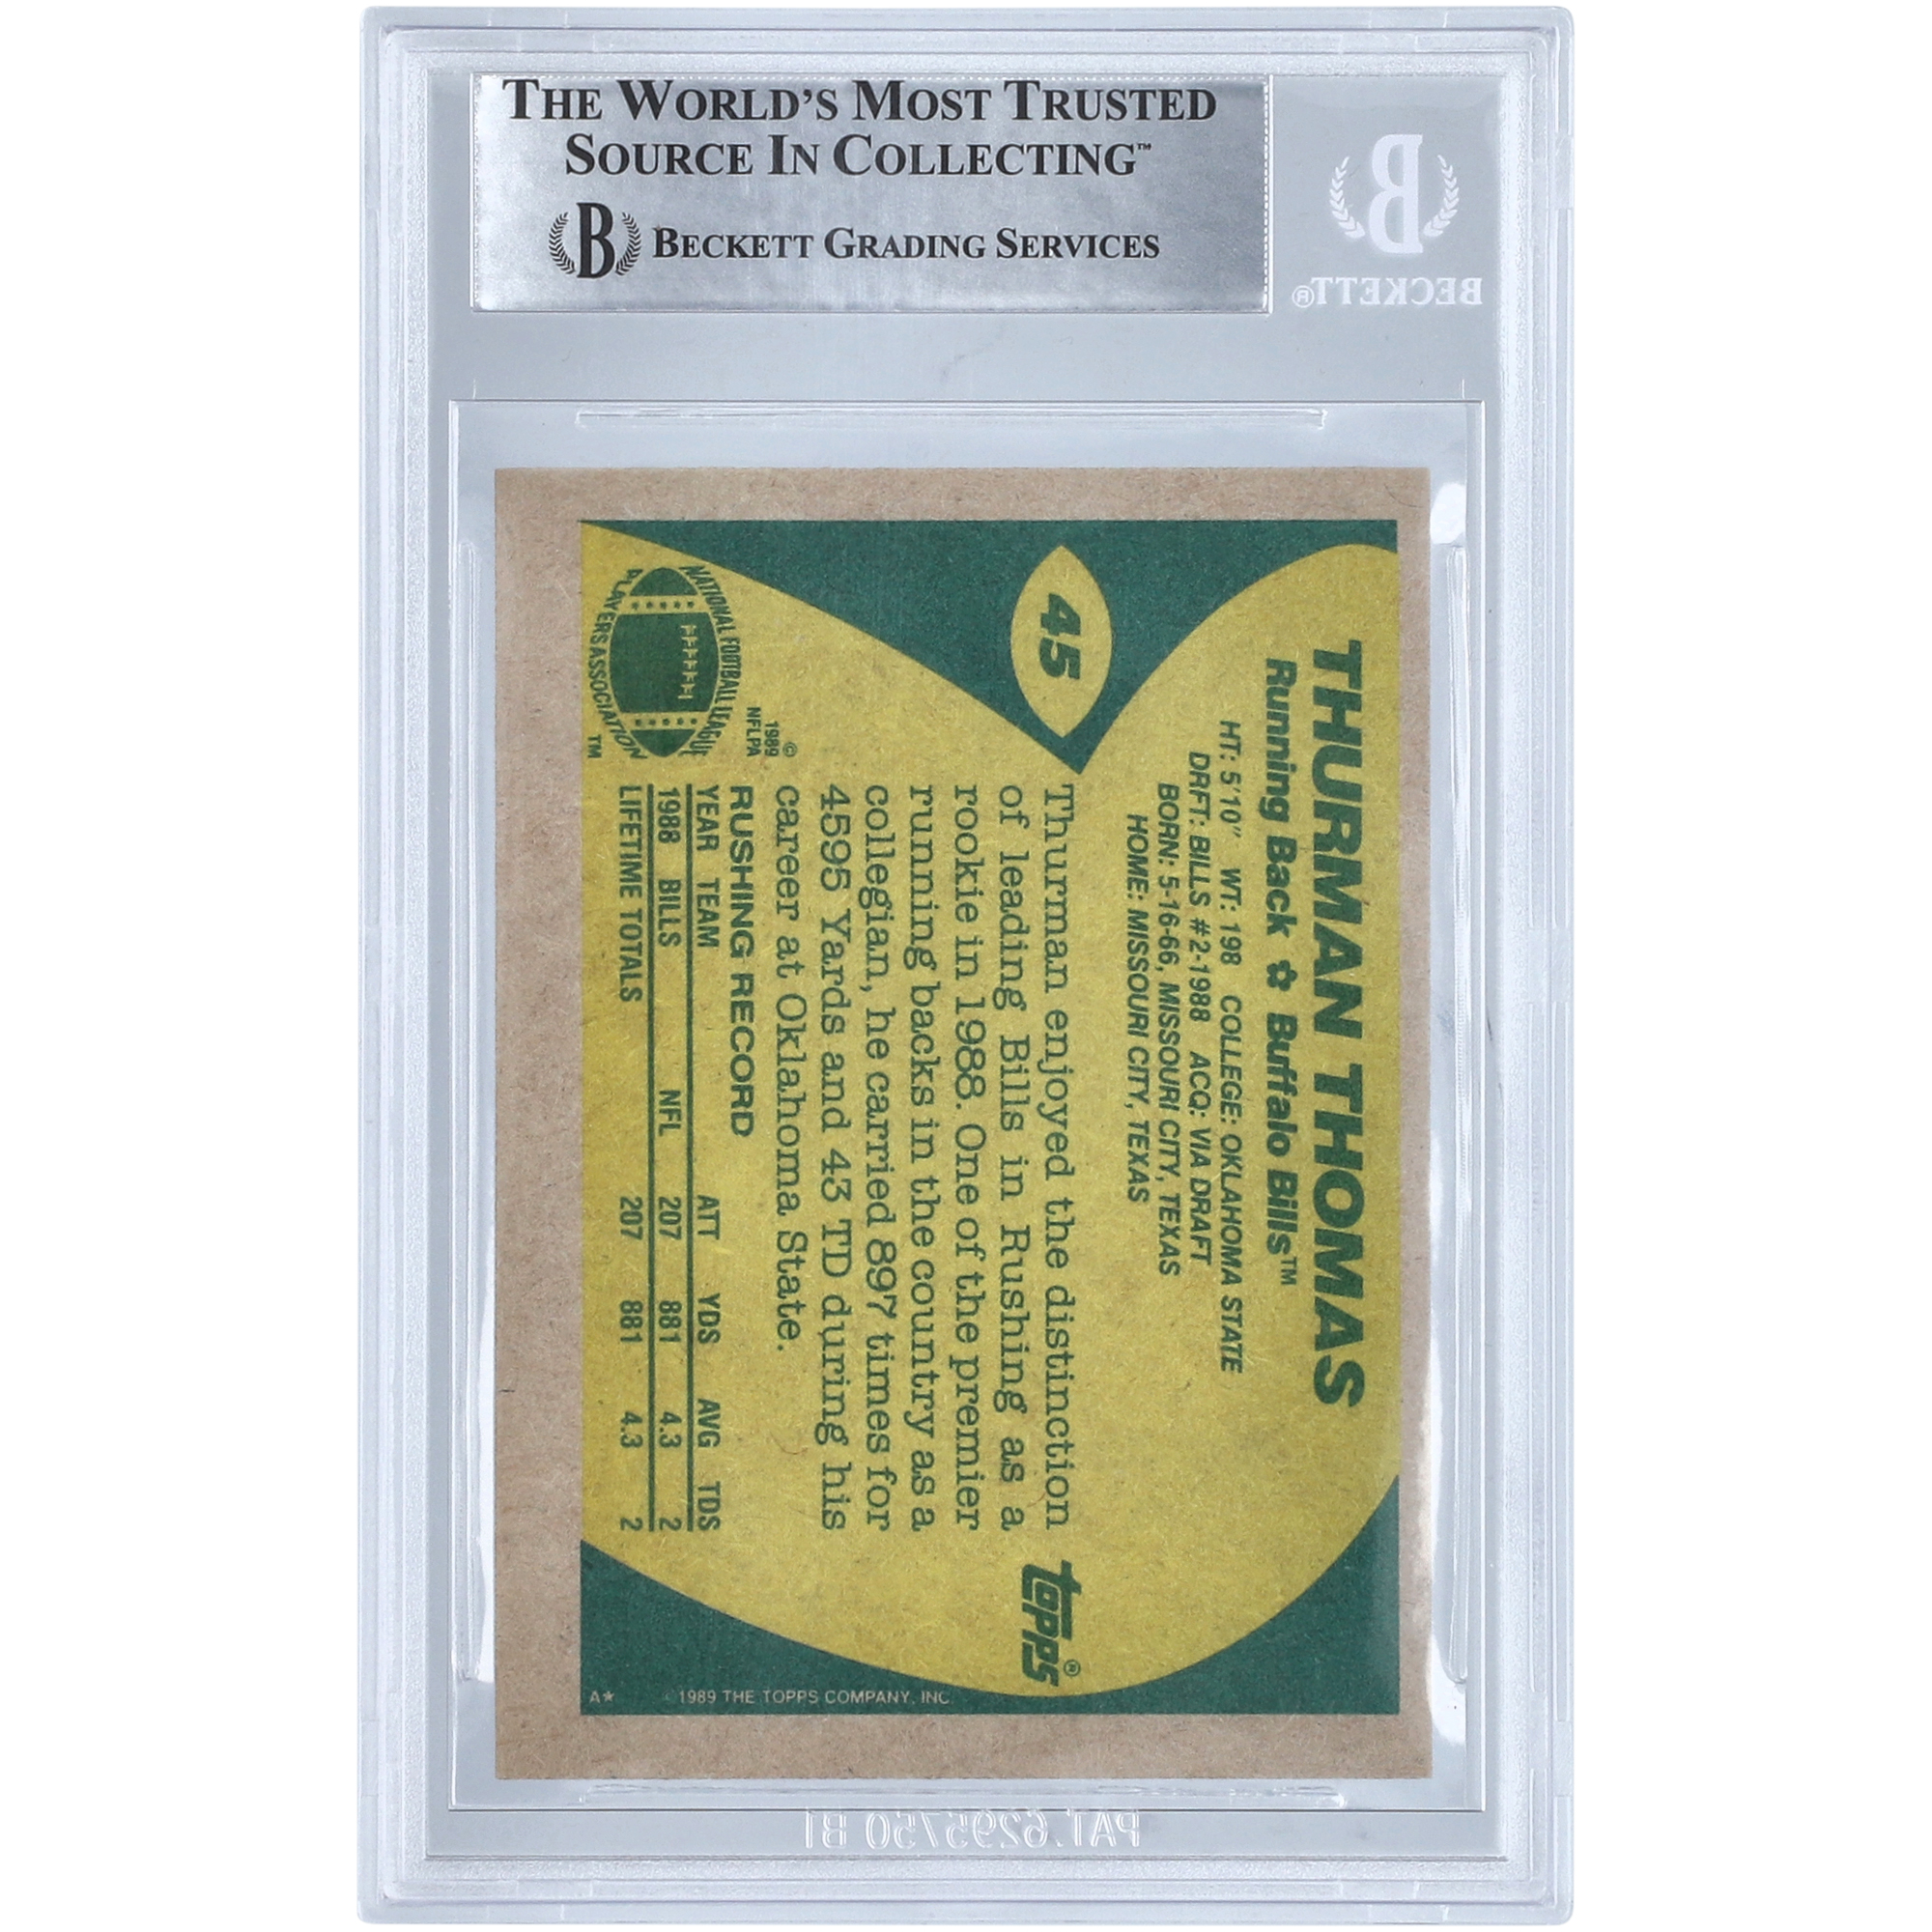 THE WORLD'S MOST TRUSTED
SOURCE IN COLLECTING™
B BECKETT GRADING SERVICES
B
BECKETT®
45
THURMAN THOMAS
Running Back ✿ Buffalo Bills™
HT: 5'10" WT: 198 COLLEGE: OKLAHOMA STATE
DRFT: BILLS #2-1988 ACQ: VIA DRAFT
BORN: 5-16-66, MISSOURI CITY, TEXAS
HOME: MISSOURI CITY, TEXAS
Thurman enjoyed the distinction
of leading Bills in Rushing as a
rookie in 1988. One of the premier
running backs in the country as a
collegian, he carried 897 times for
4595 Yards and 43 TD during his
career at Oklahoma State.
topps®
NATIONAL FOOTBALL LEAGUE
PLAYERS ASSOCIATION
TM
©
1989
NFLPA
RUSHING RECORD
YEAR TEAM ATT YDS AVG TDS
1988 BILLS NFL 207 881 4.3 2
LIFETIME TOTALS 207 881 4.3 2
A★ ©1989 THE TOPPS COMPANY, INC.
PAT.6295750 B1